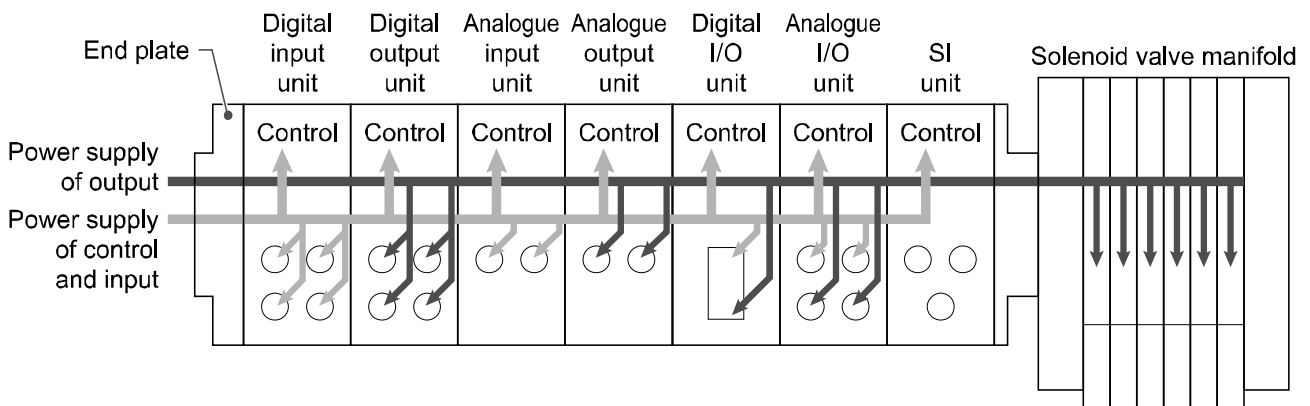 End plate
Digital
input
unit
Digital
output
unit
Analogue
input
unit
Analogue
output
unit
Digital
I/O
unit
Analogue
I/O
unit
SI
unit
Solenoid valve manifold
Control
Control
Control
Control
Control
Control
Control
Power supply
of output
Power supply
of control
and input